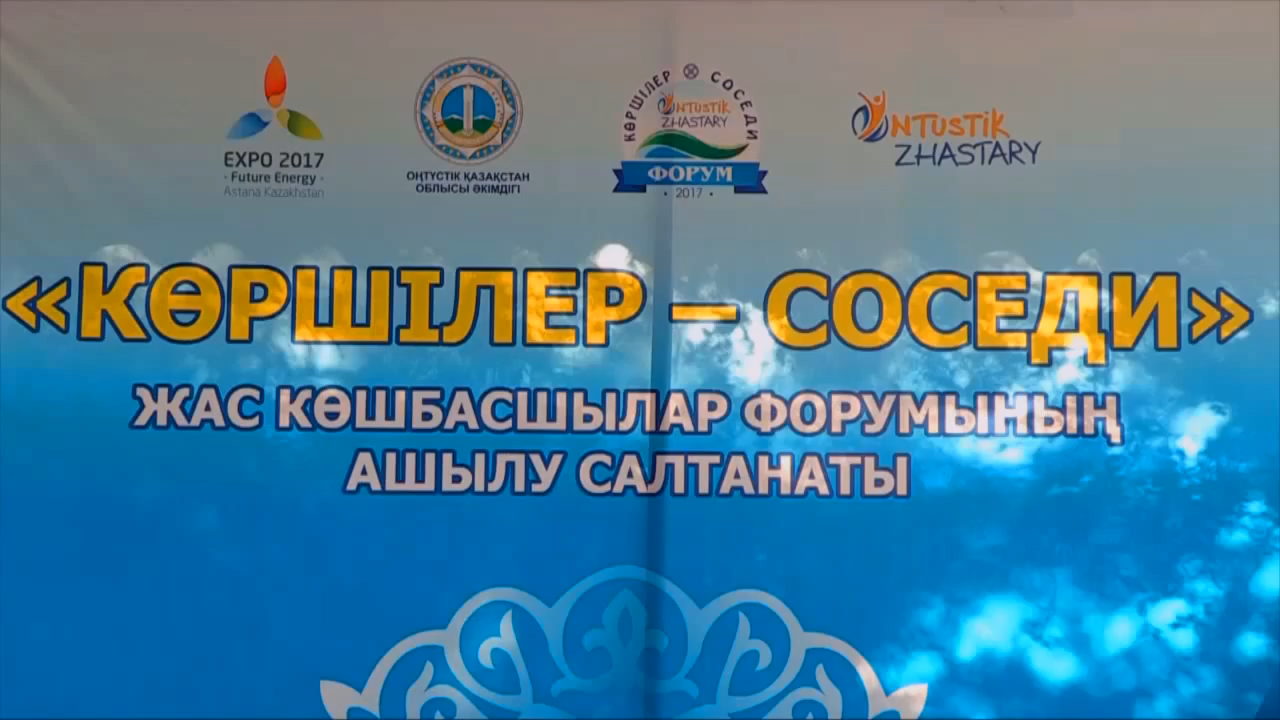 EXPO 2017
- Future Energy -
Astana Kazakhstan
ОҢТҮСТІК ҚАЗАҚСТАН
ОБЛЫСЫ ӘКІМДІГІ
КӨРШІЛЕР СОСЕДИ
ONTUSTIK
ZHASTARY
ФОРУМ
• 2017 •
ONTUSTIK
ZHASTARY
«КӨРШІЛЕР – СОСЕДИ»
ЖАС КӨШБАСШЫЛАР ФОРУМЫНЫҢ
АШЫЛУ САЛТАНАТЫ